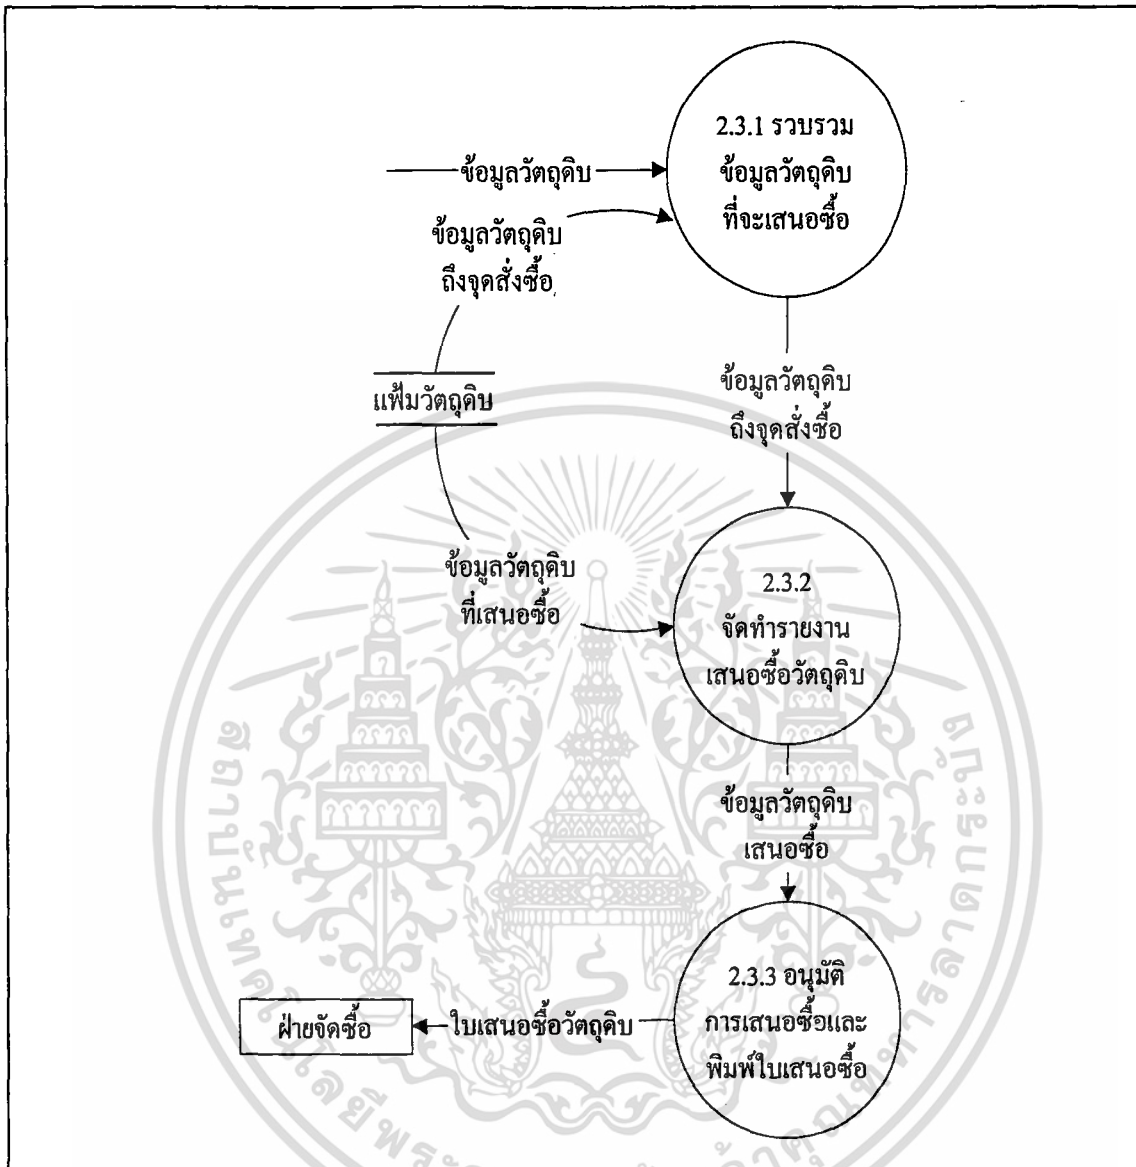 2.3.1 รวบรวม
ข้อมูลวัตถุดิบ
ที่จะเสนอซื้อ
ข้อมูลวัตถุดิบ
ข้อมูลวัตถุดิบ
ถึงจุดสั่งซื้อ
แฟ้มวัตถุดิบ
ข้อมูลวัตถุดิบ
ถึงจุดสั่งซื้อ
ข้อมูลวัตถุดิบ
ที่เสนอซื้อ
2.3.2
จัดทำรายงาน
เสนอซื้อวัตถุดิบ
ข้อมูลวัตถุดิบ
เสนอซื้อ
2.3.3 อนุมัติ
การเสนอซื้อและ
พิมพ์ใบเสนอซื้อ
ใบเสนอซื้อวัตถุดิบ
ฝ่ายจัดซื้อ